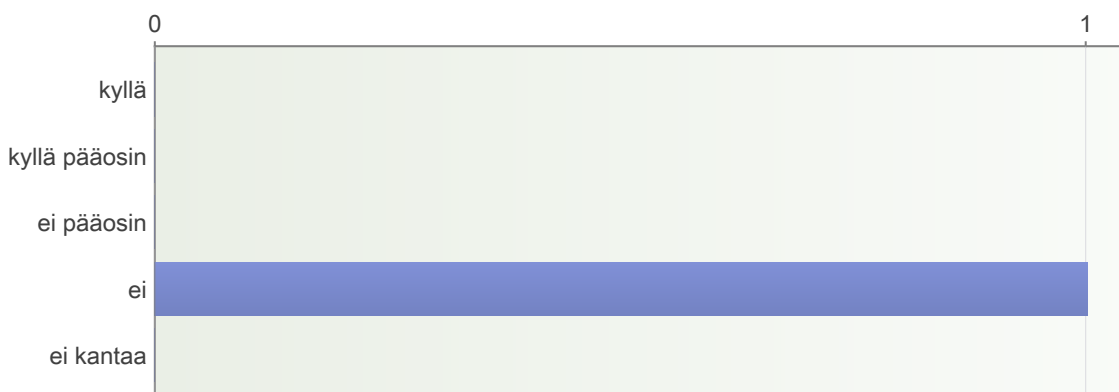 0 1
kyllä
kyllä pääosin
ei pääosin
ei
ei kantaa